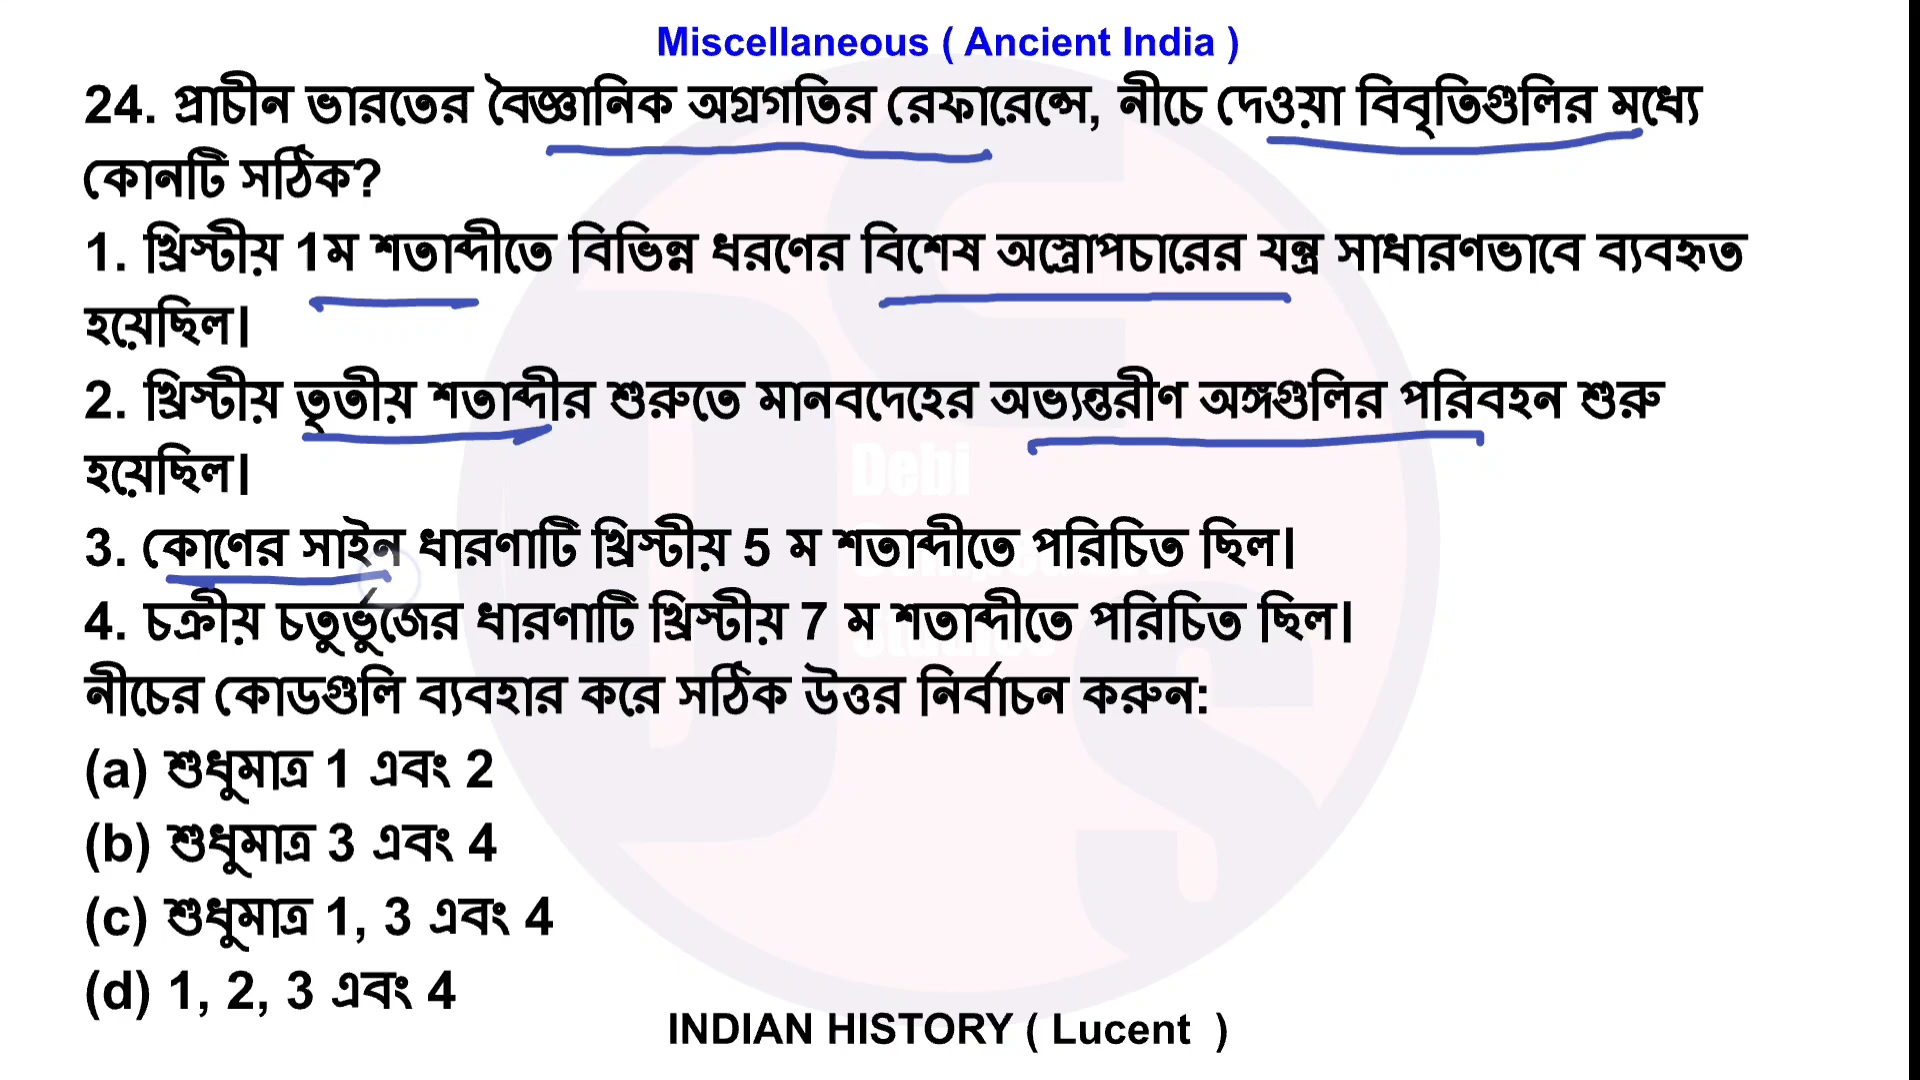 Miscellaneous ( Ancient India )
24. প্রাচীন ভারতের বৈজ্ঞানিক অগ্রগতির রেফারেন্সে, নীচে দেওয়া বিবৃতিগুলির মধ্যে
কোনটি সঠিক?
1. খ্রিস্টীয় 1ম শতাব্দীতে বিভিন্ন ধরণের বিশেষ অস্ত্রোপচারের যন্ত্র সাধারণভাবে ব্যবহৃত
হয়েছিল।
2. খ্রিস্টীয় তৃতীয় শতাব্দীর শুরুতে মানবদেহের অভ্যন্তরীণ অঙ্গগুলির পরিবহন শুরু
হয়েছিল।
Debi
3. কোণের সাইন ধারণাটি খ্রিস্টীয় 5 ম শতাব্দীতে পরিচিত ছিল।
4. চক্রীয় চতুর্ভুজের ধারণাটি খ্রিস্টীয় 7 ম শতাব্দীতে পরিচিত ছিল।
Studies
নীচের কোডগুলি ব্যবহার করে সঠিক উত্তর নির্বাচন করুন:
(a) শুধুমাত্র 1 এবং 2
(b) শুধুমাত্র 3 এবং 4
(c) শুধুমাত্র 1, 3 এবং 4
(d) 1, 2, 3 এবং 4
INDIAN HISTORY ( Lucent )